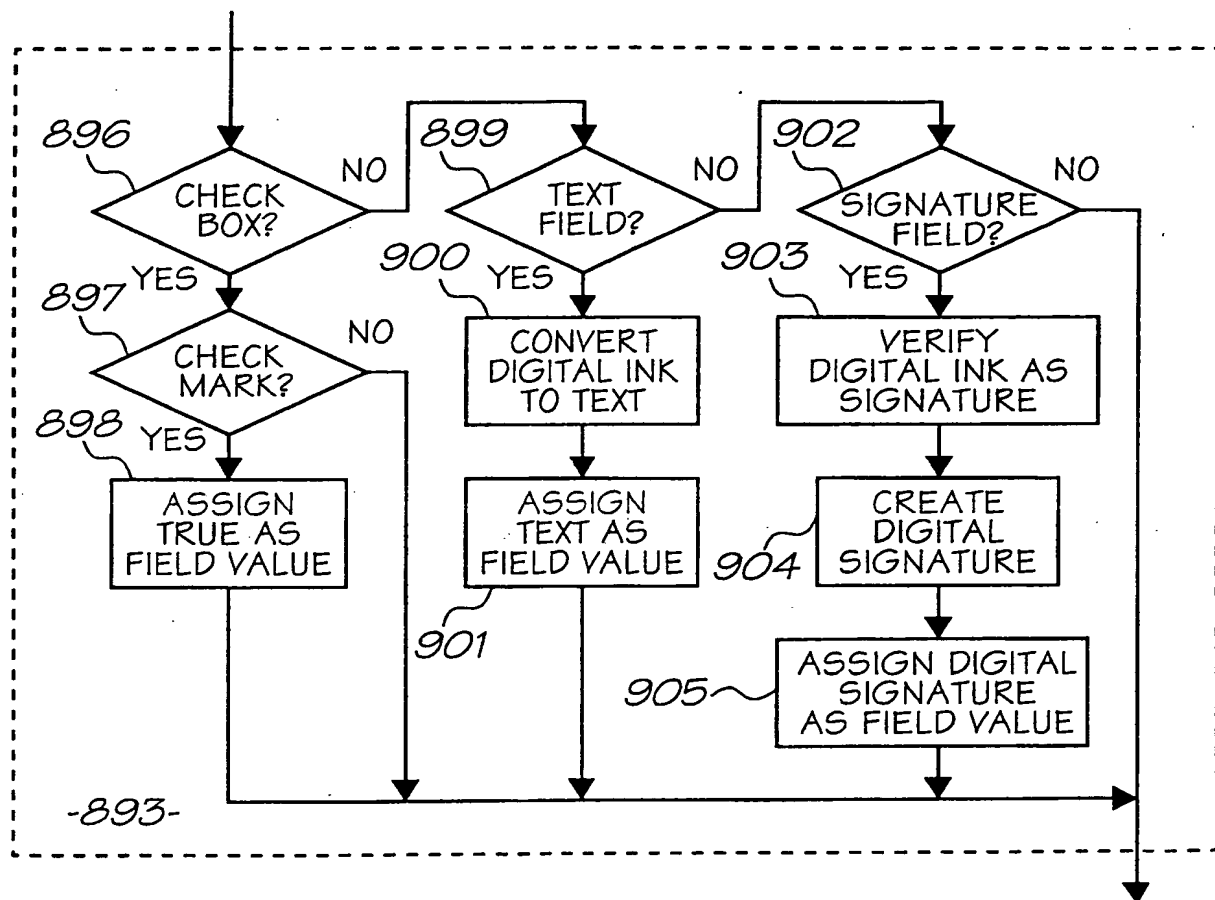 896
CHECK
BOX?
NO
YES
897
CHECK
MARK?
NO
YES
898
ASSIGN
TRUE AS
FIELD VALUE
899
TEXT
FIELD?
NO
YES
900
CONVERT
DIGITAL INK
TO TEXT
ASSIGN
TEXT AS
FIELD VALUE
901
902
SIGNATURE
FIELD?
NO
YES
903
VERIFY
DIGITAL INK AS
SIGNATURE
CREATE
DIGITAL
SIGNATURE
904
ASSIGN DIGITAL
SIGNATURE
AS FIELD VALUE
905
-893-